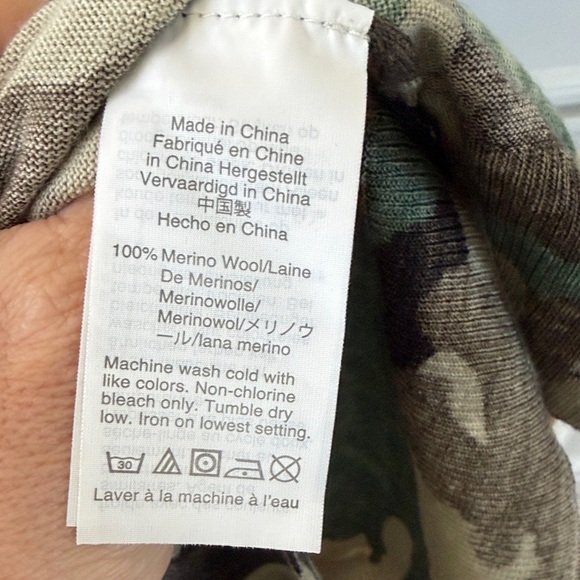 Made in China
Fabriqué en Chine
in China Hergestellt
Vervaardigd in China
中国製
Hecho en China
100% Merino Wool/Laine
De Merinos/
Merinowolle/
Merinowol/メリノウ
ール/lana merino
Machine wash cold with
like colors. Non-chlorine
bleach only. Tumble dry
low. Iron on lowest setting.
30
Laver à la machine à l'eau